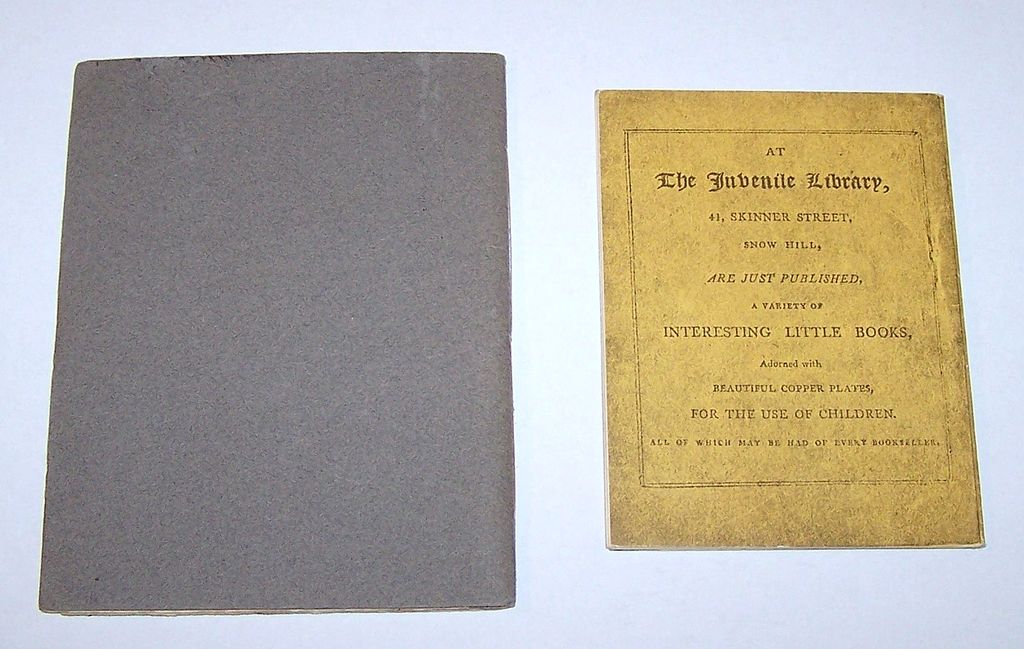 AT
The Juvenile Library,
41, SKINNER STREET,
SNOW HILL,
ARE JUST PUBLISHED,
A VARIETY OF
INTERESTING LITTLE BOOKS,
Adorned with
BEAUTIFUL COPPER PLATES,
FOR THE USE OF CHILDREN.
ALL OF WHICH MAY BE HAD OF EVERY BOOKSELLER.